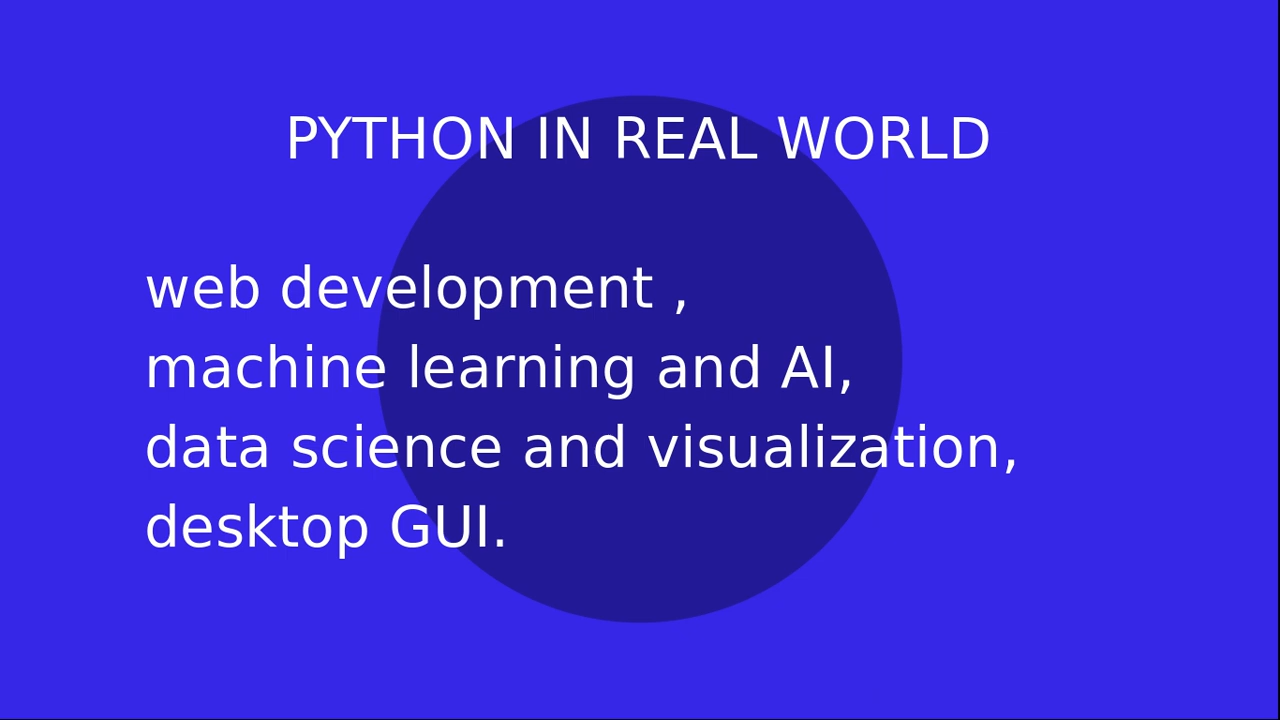 PYTHON IN REAL WORLD
web development ,
machine learning and AI,
data science and visualization,
desktop GUI.